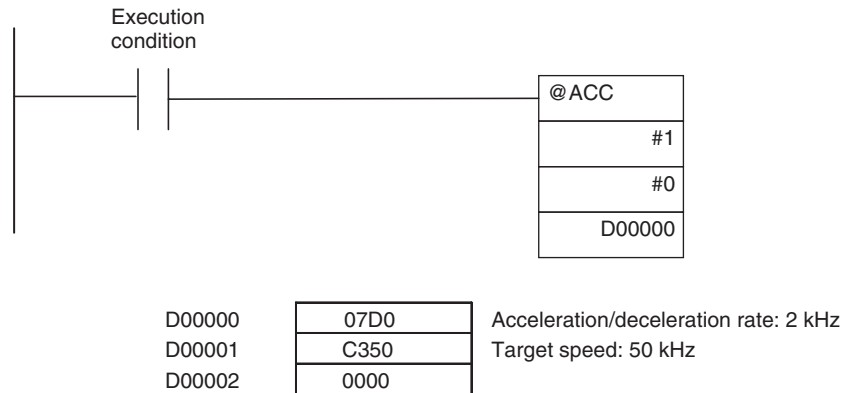 Execution
condition
@ACC
#1
#0
D00000
D00000 07D0 Acceleration/deceleration rate: 2 kHz
D00001 C350 Target speed: 50 kHz
D00002 0000